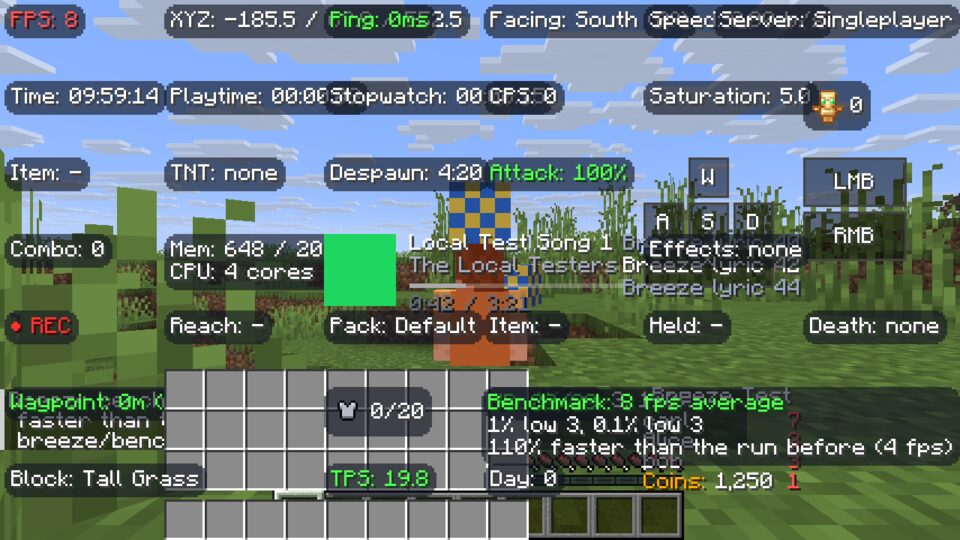 FPS: 8
XYZ: -185.5 /
Ping: 0ms
2.5
Facing: South
Speed
Server: Singleplayer
Time: 09:59:14
Playtime: 00:00
Stopwatch: 00:
CPS: 0
Saturation: 5.0
0
Item: -
TNT: none
Despawn: 4:20
Attack: 100%
W
LMB
A
S
D
RMB
Combo: 0
Mem: 648 / 20
CPU: 4 cores
Local Test Song 1
The Local Testers
0:42 / 3:21
Effects: none
Breeze lyric 42
Breeze lyric 44
REC
Reach: -
Pack: Default
Item: -
Held: -
Death: none
Waypoint: 0m
faster than
breeze/benc
0/20
Breeze Test
Benchmark: 8 fps average
1% low 3, 0.1% low 3
110% faster than the run before (4 fps)
7
Block: Tall Grass
TPS: 19.8
Day: 0
Coins: 1,250
1